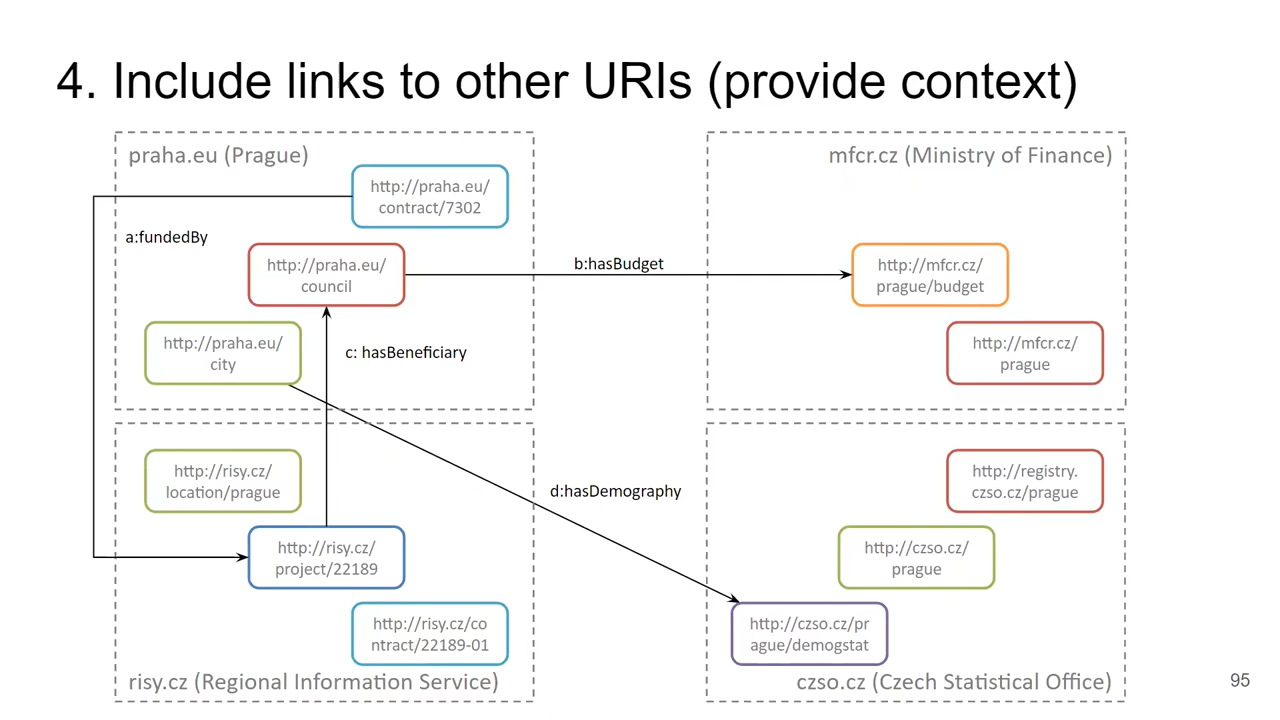 4. Include links to other URIs (provide context)
praha.eu (Prague)
http://praha.eu/
contract/7302
a:fundedBy
http://praha.eu/
council
http://praha.eu/
city
c: hasBeneficiary
b:hasBudget
mfcr.cz (Ministry of Finance)
http://mfcr.cz/
prague/budget
http://mfcr.cz/
prague
http://risy.cz/
location/prague
http://risy.cz/
project/22189
http://risy.cz/co
ntract/22189-01
risy.cz (Regional Information Service)
d:hasDemography
http://registry.
czso.cz/prague
http://czso.cz/
prague
http://czso.cz/pr
ague/demogstat
czso.cz (Czech Statistical Office)
95